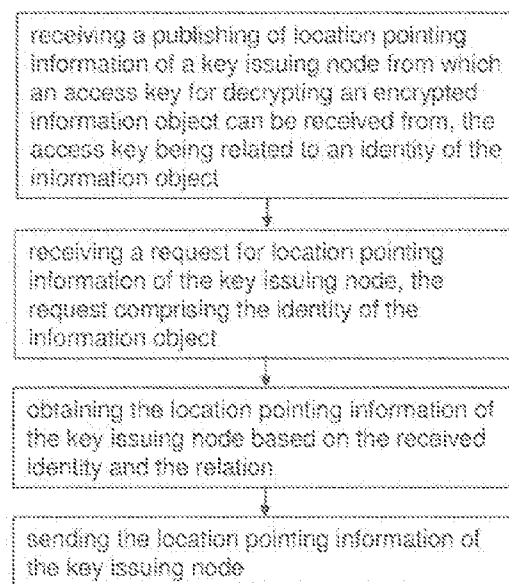 receiving a publishing of location pointing
information of a key issuing node from which
an access key for decrypting an encrypted
information object can be received from, the
access key being related to an identity of the
information object
receiving a request for location pointing
information of the key issuing node, the
request comprising the identity of the
information object
obtaining the location pointing information of
the key issuing node based on the received
identity and the relation
sending the location pointing information of
the key issuing node